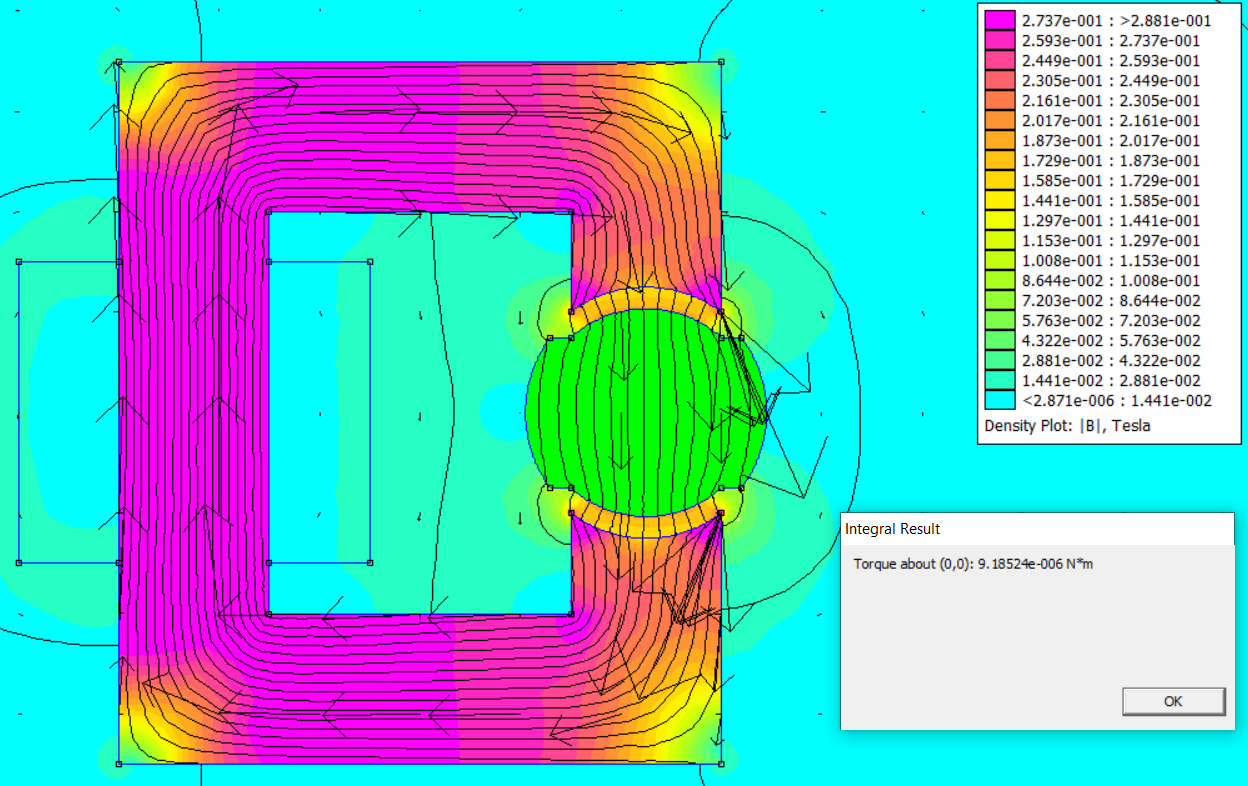 2.737e-001 : >2.881e-001
2.593e-001 : 2.737e-001
2.449e-001 : 2.593e-001
2.305e-001 : 2.449e-001
2.161e-001 : 2.305e-001
2.017e-001 : 2.161e-001
1.873e-001 : 2.017e-001
1.729e-001 : 1.873e-001
1.585e-001 : 1.729e-001
1.441e-001 : 1.585e-001
1.297e-001 : 1.441e-001
1.153e-001 : 1.297e-001
1.008e-001 : 1.153e-001
8.644e-002 : 1.008e-001
7.203e-002 : 8.644e-002
5.763e-002 : 7.203e-002
4.322e-002 : 5.763e-002
2.881e-002 : 4.322e-002
1.441e-002 : 2.881e-002
<2.871e-006 : 1.441e-002
Density Plot: |B|, Tesla
Integral Result
Torque about (0,0): 9.18524e-006 N*m
OK